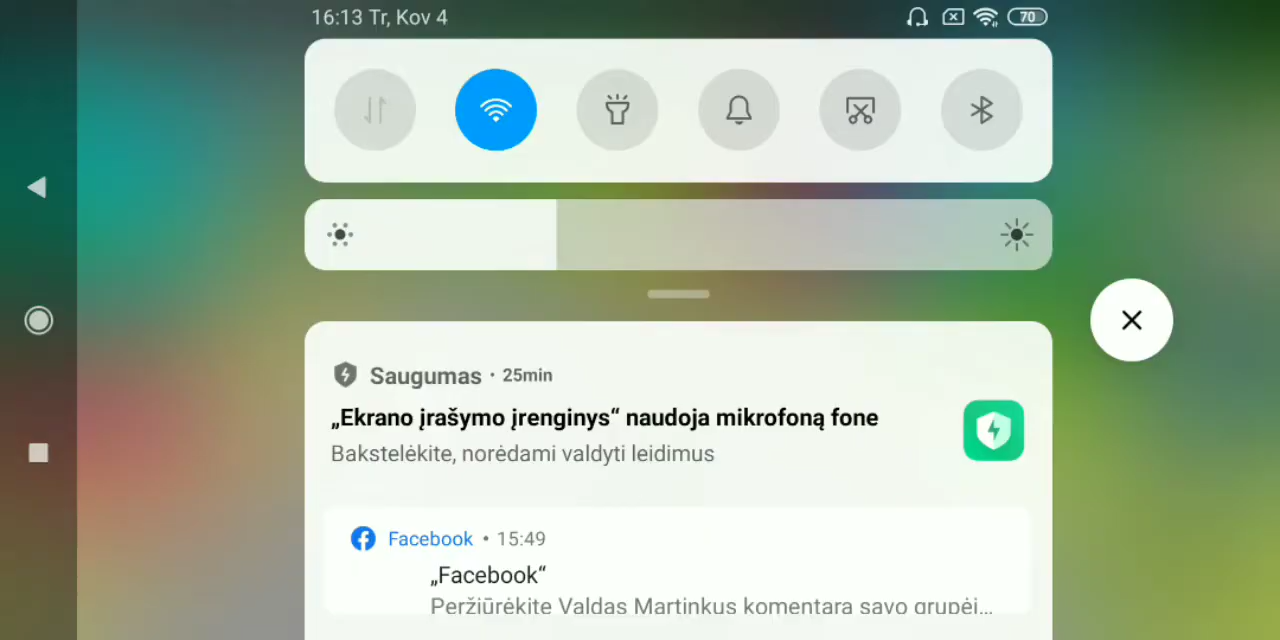 16:13 Tr, Kov 4
70
Saugumas · 25min
„Ekrano įrašymo įrenginys“ naudoja mikrofoną fone
Bakstelėkite, norėdami valdyti leidimus
Facebook • 15:49
„Facebook“
Peržiūrėkite Valdas Martinkus komentarą savo grupėj…